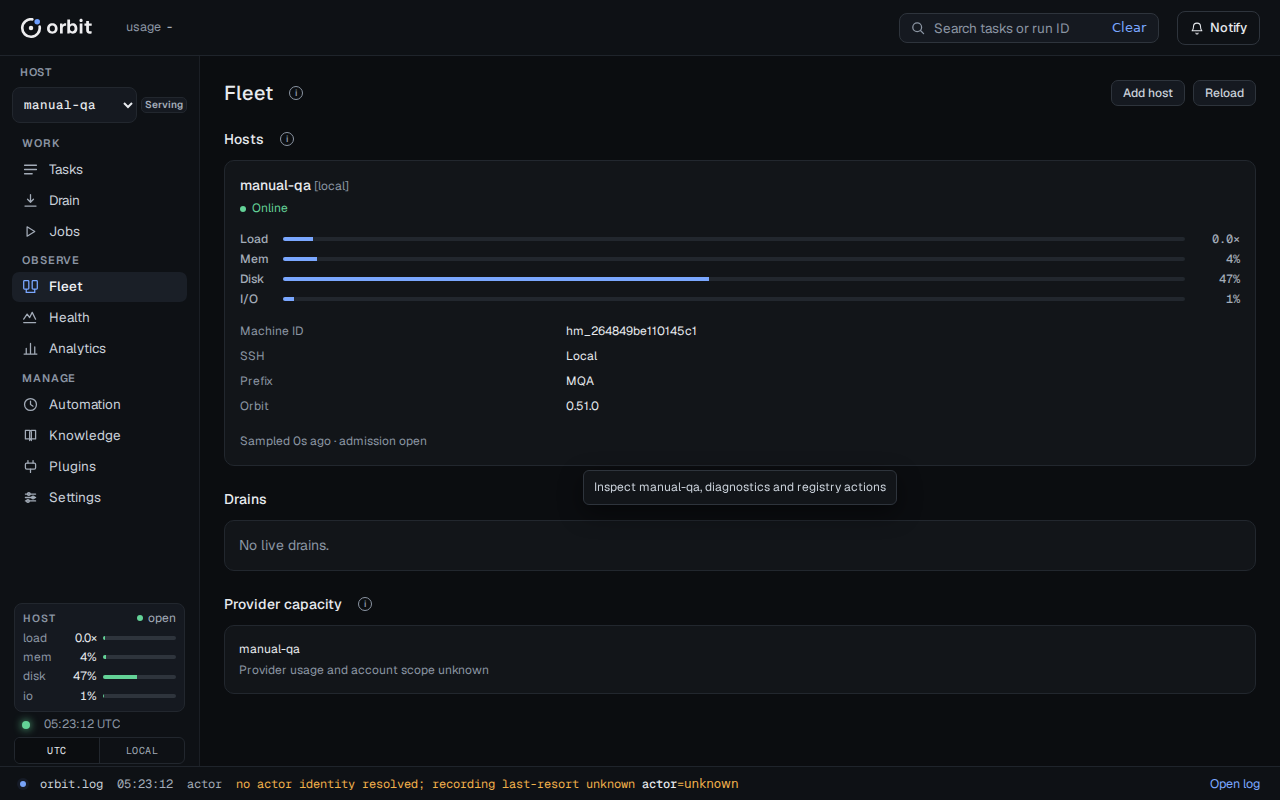 orbit
usage -
Search tasks or run ID
Clear
Notify
HOST
manual-qa
Serving
WORK
Tasks
Drain
Jobs
OBSERVE
Fleet
Health
Analytics
MANAGE
Automation
Knowledge
Plugins
Settings
HOST
open
load 0.0×
mem 4%
disk 47%
io 1%
05:23:12 UTC
UTC
LOCAL
Fleet
Add host
Reload
Hosts
manual-qa [local]
Online
Load 0.0×
Mem 4%
Disk 47%
I/O 1%
Machine ID hm_264849be110145c1
SSH Local
Prefix MQA
Orbit 0.51.0
Sampled 0s ago · admission open
Inspect manual-qa, diagnostics and registry actions
Drains
No live drains.
Provider capacity
manual-qa
Provider usage and account scope unknown
orbit.log 05:23:12 actor no actor identity resolved; recording last-resort unknown actor=unknown
Open log